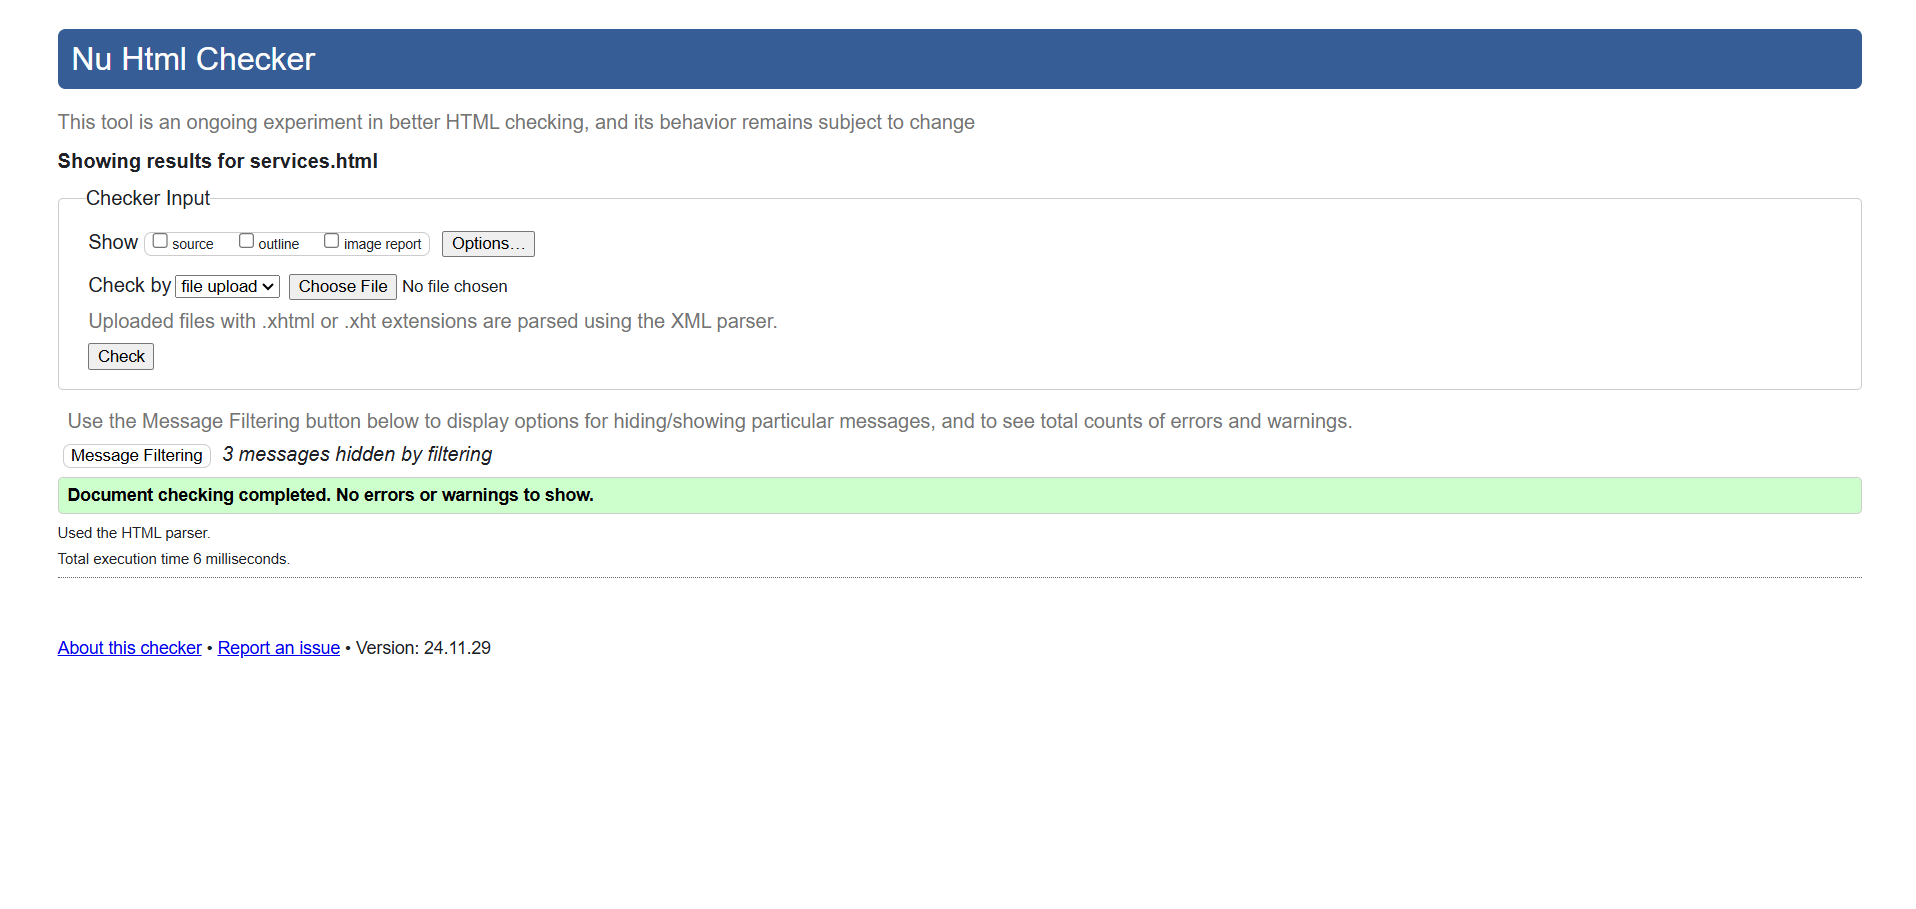 Nu Html Checker
This tool is an ongoing experiment in better HTML checking, and its behavior remains subject to change
Showing results for services.html
Checker Input
Show source outline image report Options…
Check by file upload Choose File No file chosen
Uploaded files with .xhtml or .xht extensions are parsed using the XML parser.
Check
Use the Message Filtering button below to display options for hiding/showing particular messages, and to see total counts of errors and warnings.
Message Filtering 3 messages hidden by filtering
Document checking completed. No errors or warnings to show.
Used the HTML parser.
Total execution time 6 milliseconds.
About this checker • Report an issue • Version: 24.11.29